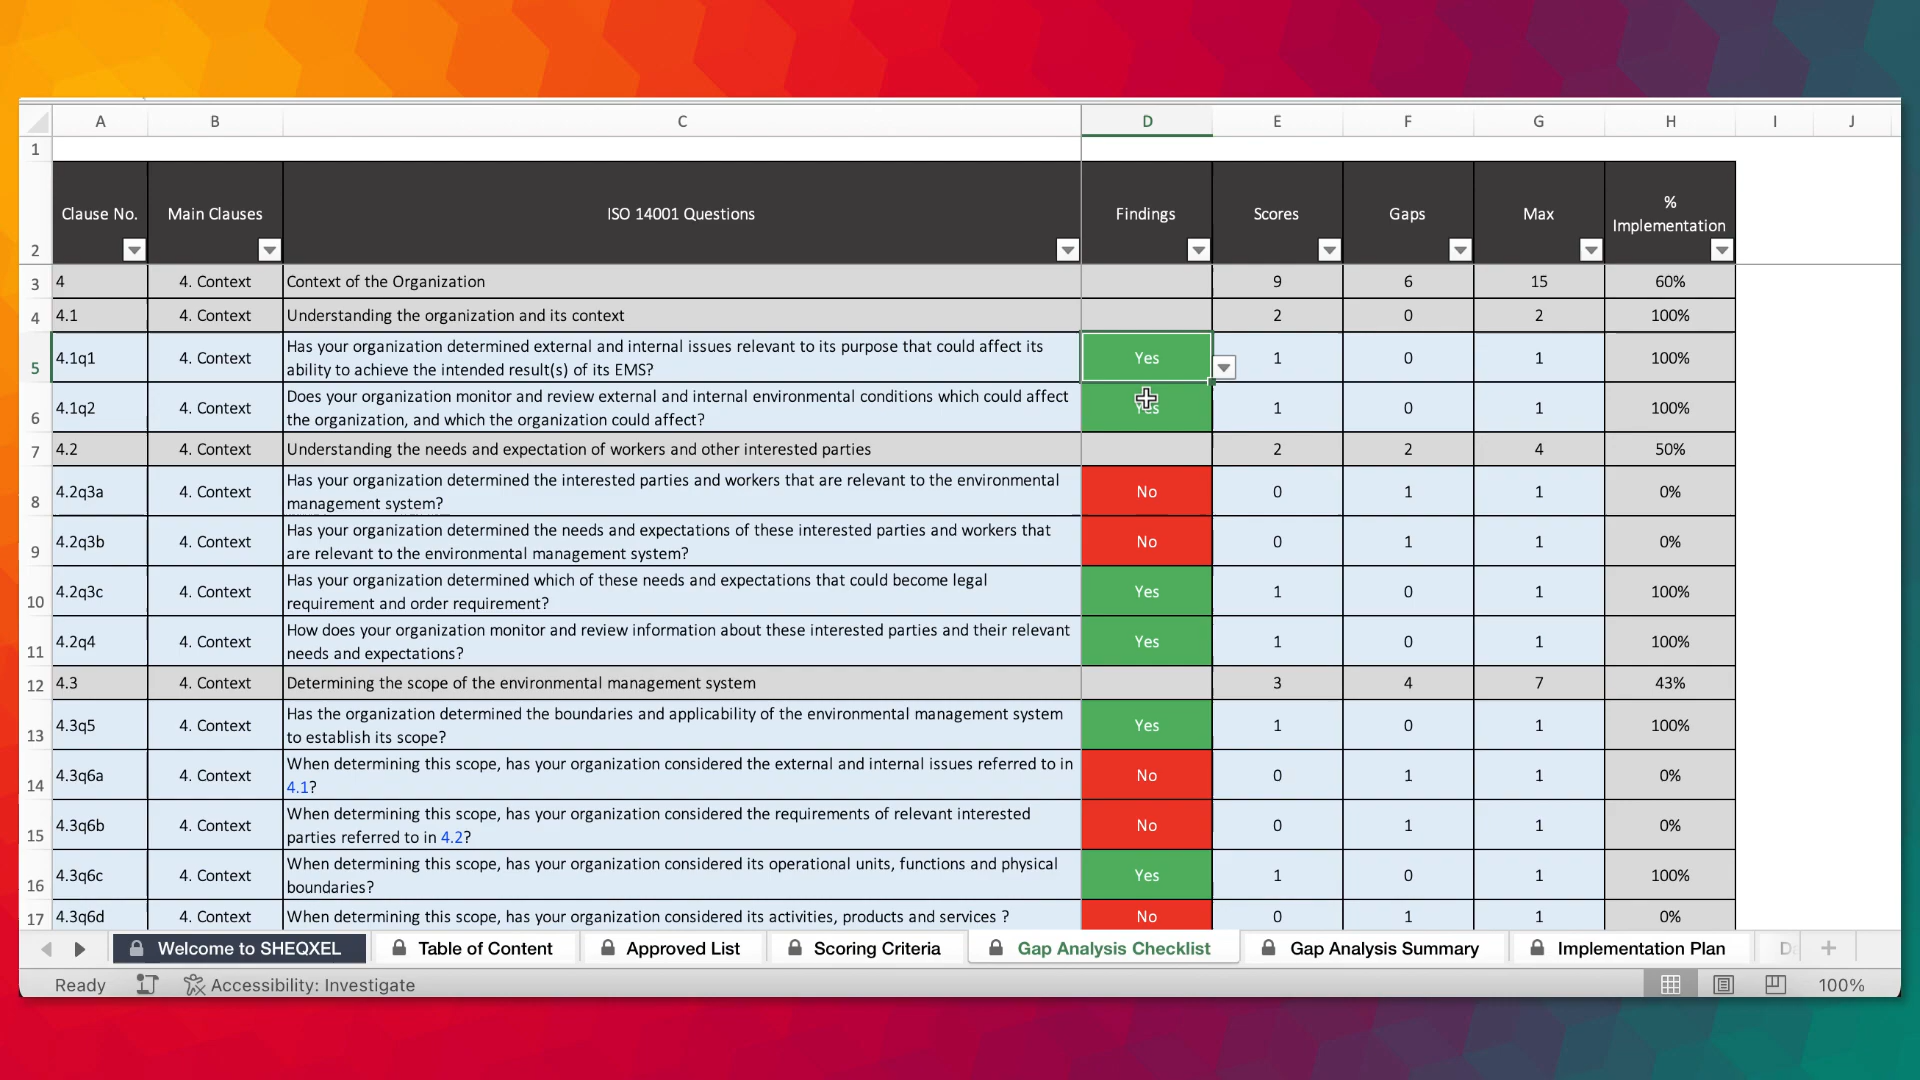 A B C D E F G H I J
1
2 Clause No. Main Clauses ISO 14001 Questions Findings Scores Gaps Max %
Implementation
3 4 4. Context Context of the Organization 9 6 15 60%
4 4.1 4. Context Understanding the organization and its context 2 0 2 100%
5 4.1q1 4. Context Has your organization determined external and internal issues relevant to its purpose that could affect its
ability to achieve the intended result(s) of its EMS? Yes 1 0 1 100%
6 4.1q2 4. Context Does your organization monitor and review external and internal environmental conditions which could affect
the organization, and which the organization could affect? Yes 1 0 1 100%
7 4.2 4. Context Understanding the needs and expectation of workers and other interested parties 2 2 4 50%
8 4.2q3a 4. Context Has your organization determined the interested parties and workers that are relevant to the environmental
management system? No 0 1 1 0%
9 4.2q3b 4. Context Has your organization determined the needs and expectations of these interested parties and workers that
are relevant to the environmental management system? No 0 1 1 0%
10 4.2q3c 4. Context Has your organization determined which of these needs and expectations that could become legal
requirement and order requirement? Yes 1 0 1 100%
11 4.2q4 4. Context How does your organization monitor and review information about these interested parties and their relevant
needs and expectations? Yes 1 0 1 100%
12 4.3 4. Context Determining the scope of the environmental management system 3 4 7 43%
13 4.3q5 4. Context Has the organization determined the boundaries and applicability of the environmental management system
to establish its scope? Yes 1 0 1 100%
14 4.3q6a 4. Context When determining this scope, has your organization considered the external and internal issues referred to in
4.1? No 0 1 1 0%
15 4.3q6b 4. Context When determining this scope, has your organization considered the requirements of relevant interested
parties referred to in 4.2? No 0 1 1 0%
16 4.3q6c 4. Context When determining this scope, has your organization considered its operational units, functions and physical
boundaries? Yes 1 0 1 100%
17 4.3q6d 4. Context When determining this scope, has your organization considered its activities, products and services ? No 0 1 1 0%
Welcome to SHEQXEL Table of Content Approved List Scoring Criteria Gap Analysis Checklist Gap Analysis Summary Implementation Plan
Ready Accessibility: Investigate 100%